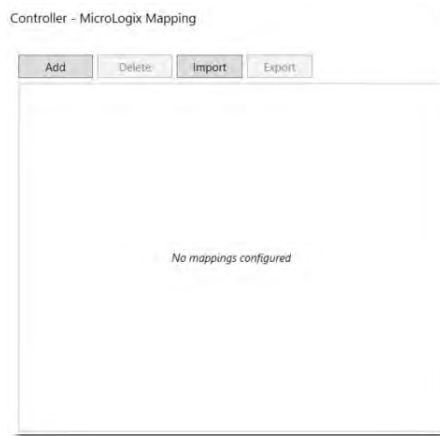 Controller - MicroLogix Mapping
Add Delete Import Export
No mappings configured